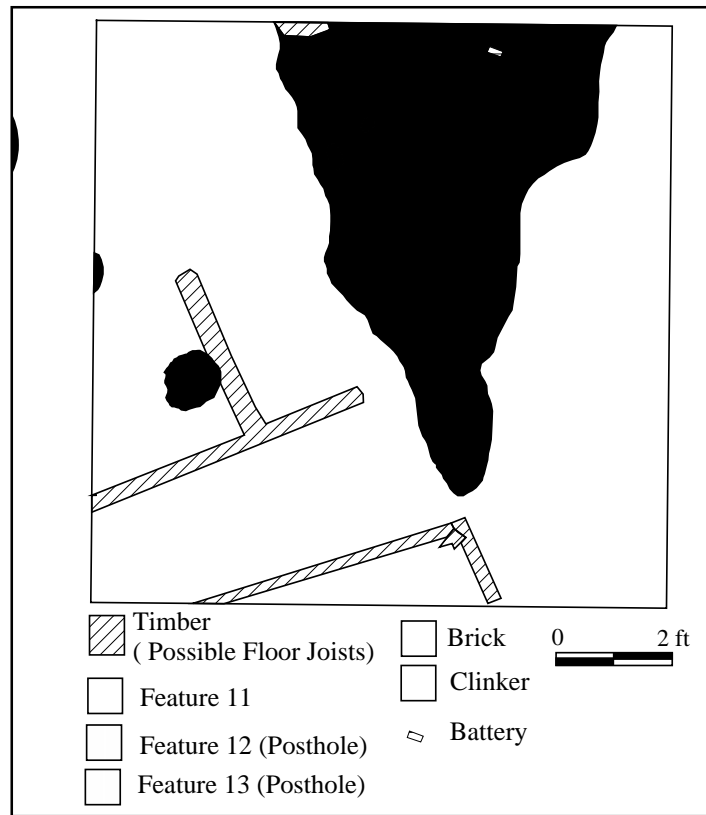 Timber
( Possible Floor Joists)
Feature 11
Feature 12 (Posthole)
Feature 13 (Posthole)
Brick
Clinker
Battery
0 2 ft